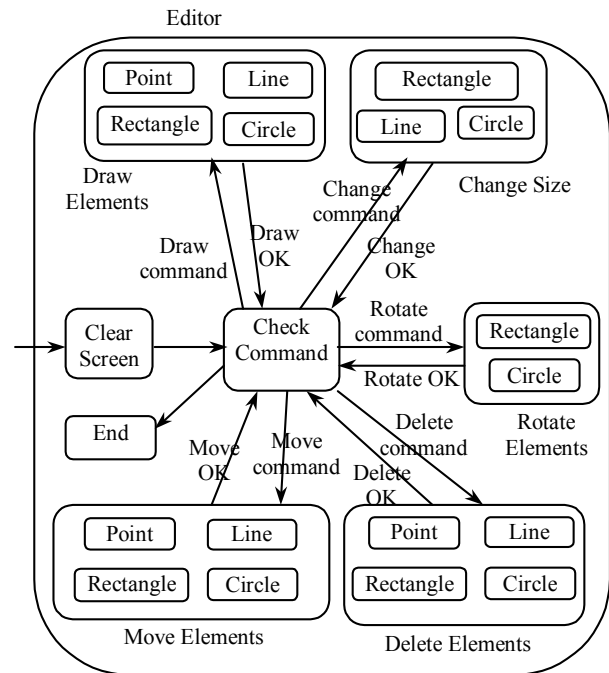 Editor
Point
Line
Rectangle
Circle
Draw
Elements
Rectangle
Line
Circle
Change Size
Draw
command
Draw
OK
Change
command
Change
OK
Clear
Screen
Check
Command
Rotate
command
Rotate OK
Rectangle
Circle
Rotate
Elements
End
Move
OK
Move
command
Delete
command
Delete
OK
Point
Line
Rectangle
Circle
Move Elements
Point
Line
Rectangle
Circle
Delete Elements